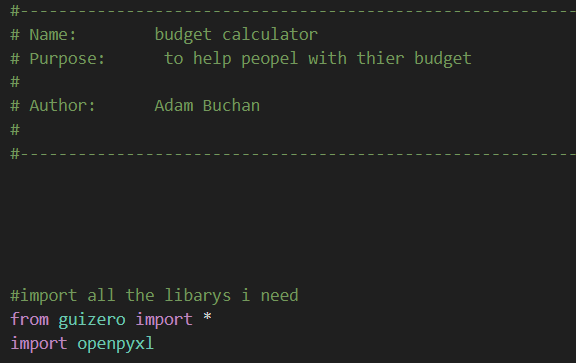 #----------------------------------------------------------
# Name:        budget calculator
# Purpose:      to help peopel with thier budget
#
# Author:      Adam Buchan
#
#----------------------------------------------------------
#import all the libarys i need
from guizero import *
import openpyxl